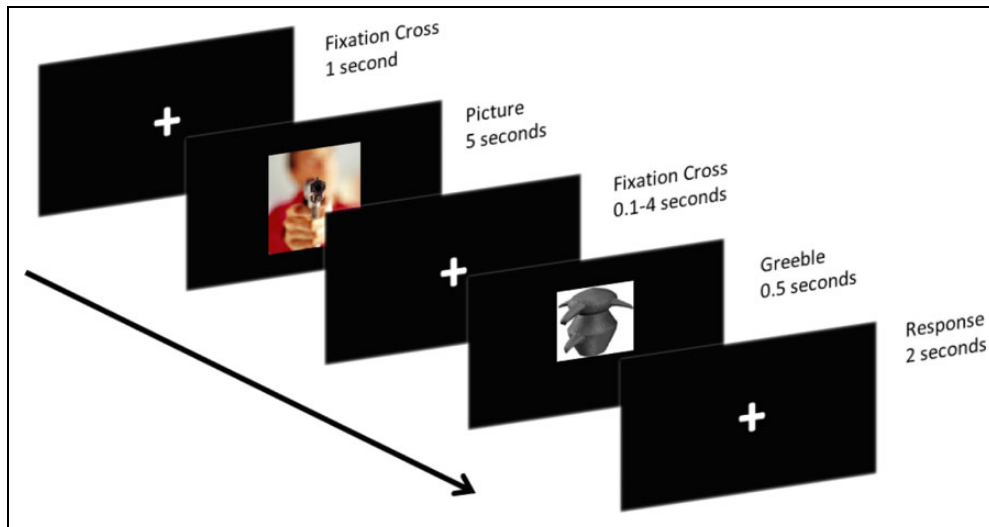 Fixation Cross
1 second
Picture
5 seconds
Fixation Cross
0.1-4 seconds
Greeble
0.5 seconds
Response
2 seconds